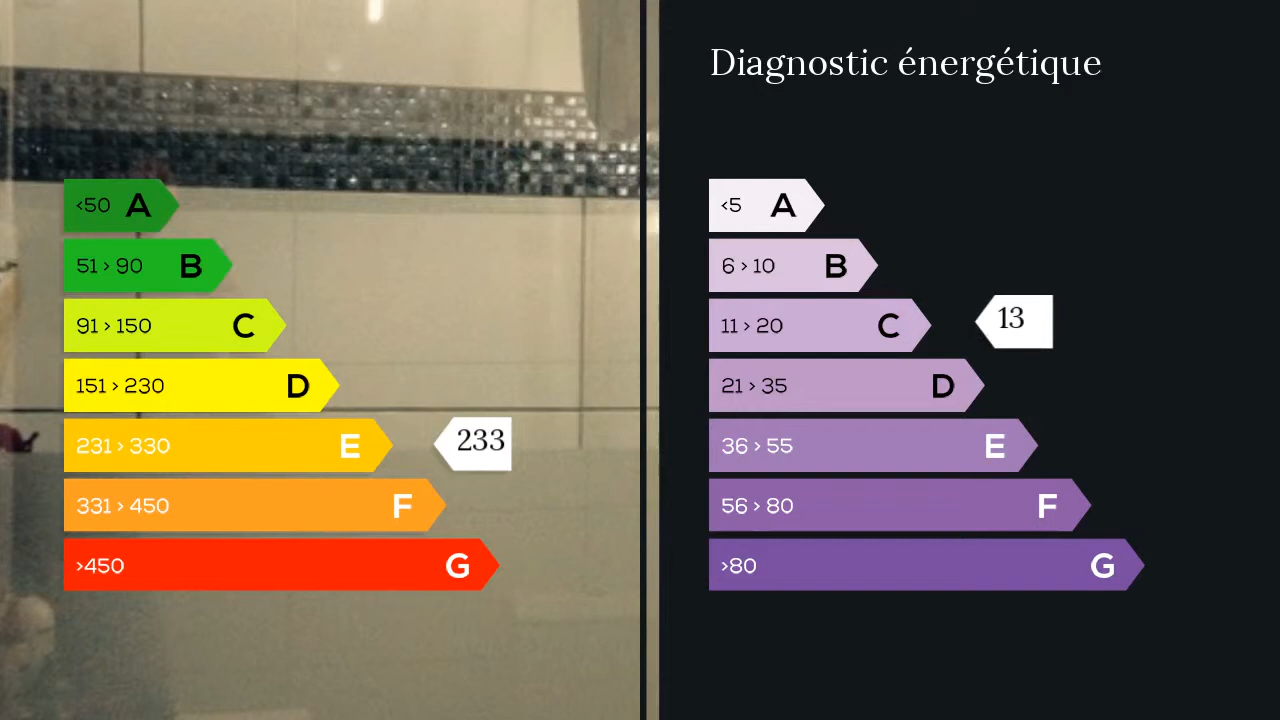 Diagnostic énergétique
<50 A
51 > 90 B
91 > 150 C
151 > 230 D
231 > 330 E
233
331 > 450 F
>450 G
<5 A
6 > 10 B
11 > 20 C
13
21 > 35 D
36 > 55 E
56 > 80 F
>80 G